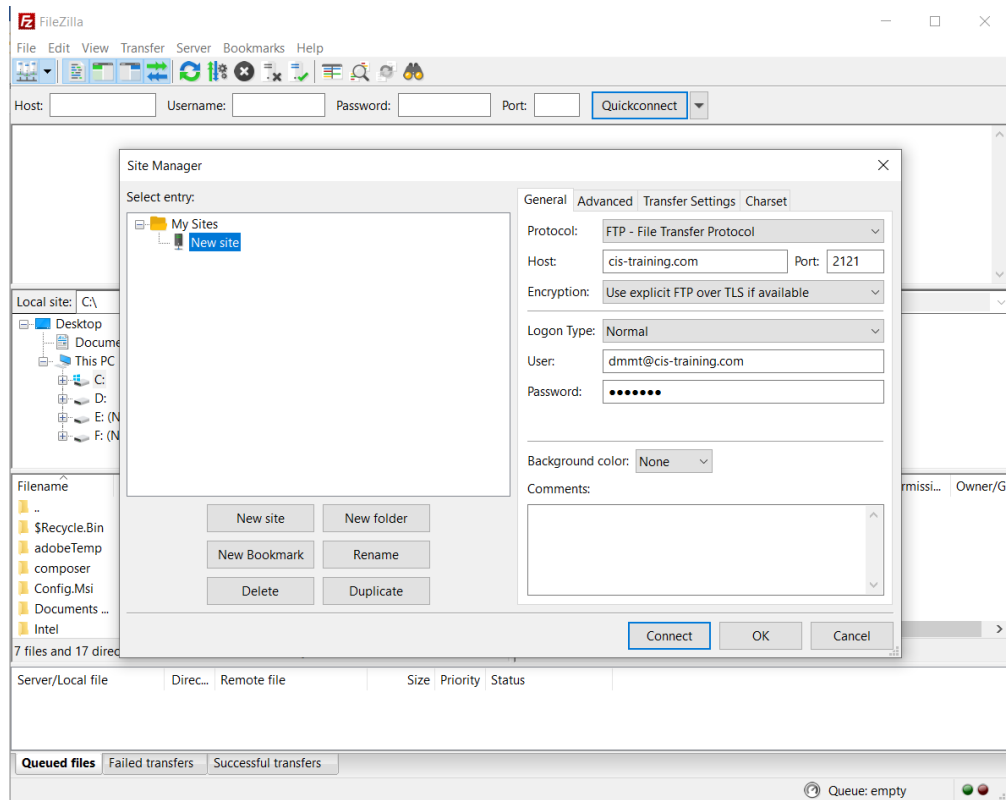 FileZilla
File Edit View Transfer Server Bookmarks Help
Host: Username: Password: Port: Quickconnect
Site Manager
Select entry:
My Sites
New site
General Advanced Transfer Settings Charset
Protocol: FTP - File Transfer Protocol
Host: cis-training.com Port: 2121
Encryption: Use explicit FTP over TLS if available
Logon Type: Normal
User: dmmt@cis-training.com
Password: •••••••
Background color: None
Comments:
New site New folder
New Bookmark Rename
Delete Duplicate
Connect OK Cancel
Local site: C:\
Desktop
Docume
This PC
C:
D:
E: (N
F: (N
Filename rmissi... Owner/G
..
$Recycle.Bin
adobeTemp
composer
Config.Msi
Documents ...
Intel
7 files and 17 direc
Server/Local file Direc... Remote file Size Priority Status
Queued files Failed transfers Successful transfers
Queue: empty